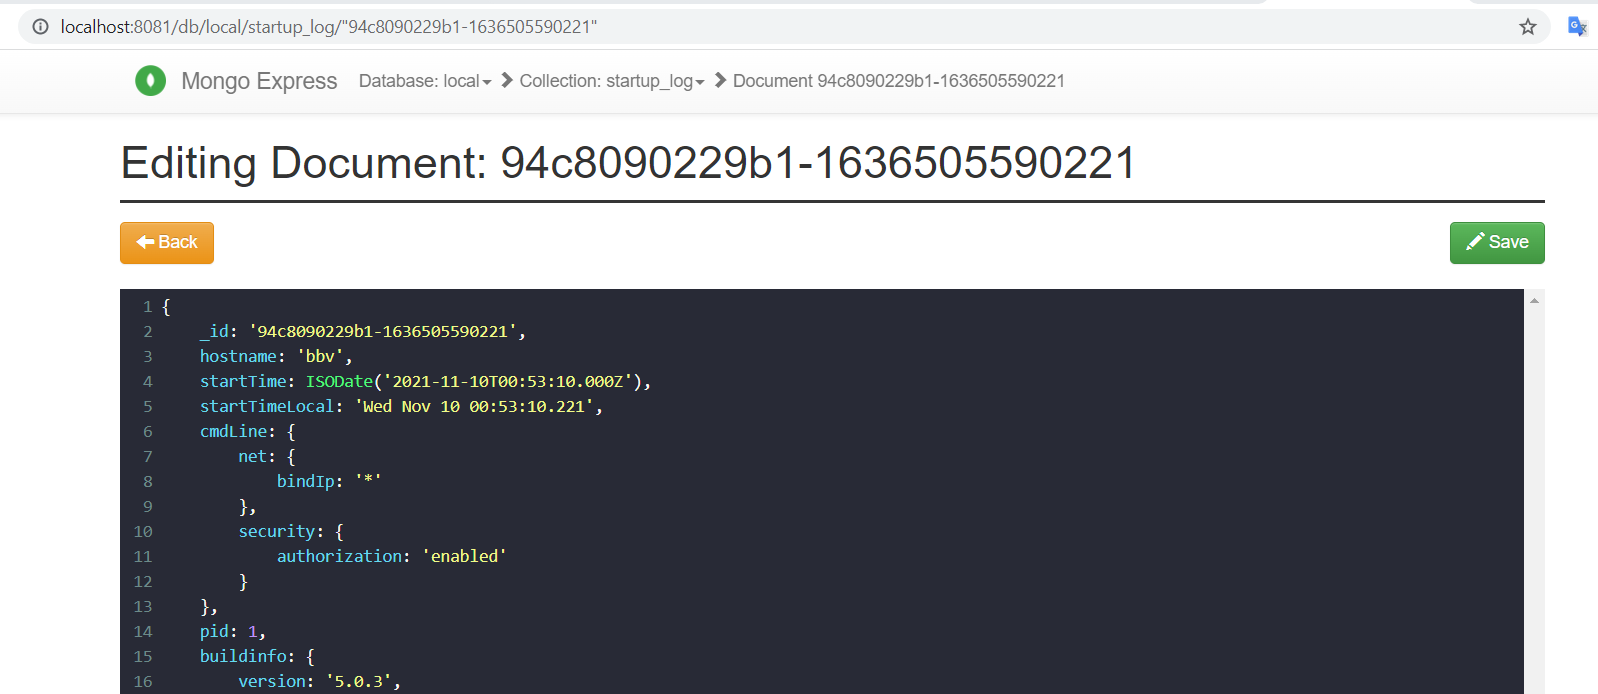 localhost:8081/db/local/startup_log/"94c8090229b1-1636505590221"
Mongo Express Database: local Collection: startup_log Document 94c8090229b1-1636505590221
Editing Document: 94c8090229b1-1636505590221
Back Save
1 {
2 _id: '94c8090229b1-1636505590221',
3 hostname: 'bbv',
4 startTime: ISODate('2021-11-10T00:53:10.000Z'),
5 startTimeLocal: 'Wed Nov 10 00:53:10.221',
6 cmdLine: {
7 net: {
8 bindIp: '*'
9 },
10 security: {
11 authorization: 'enabled'
12 }
13 },
14 pid: 1,
15 buildinfo: {
16 version: '5.0.3',